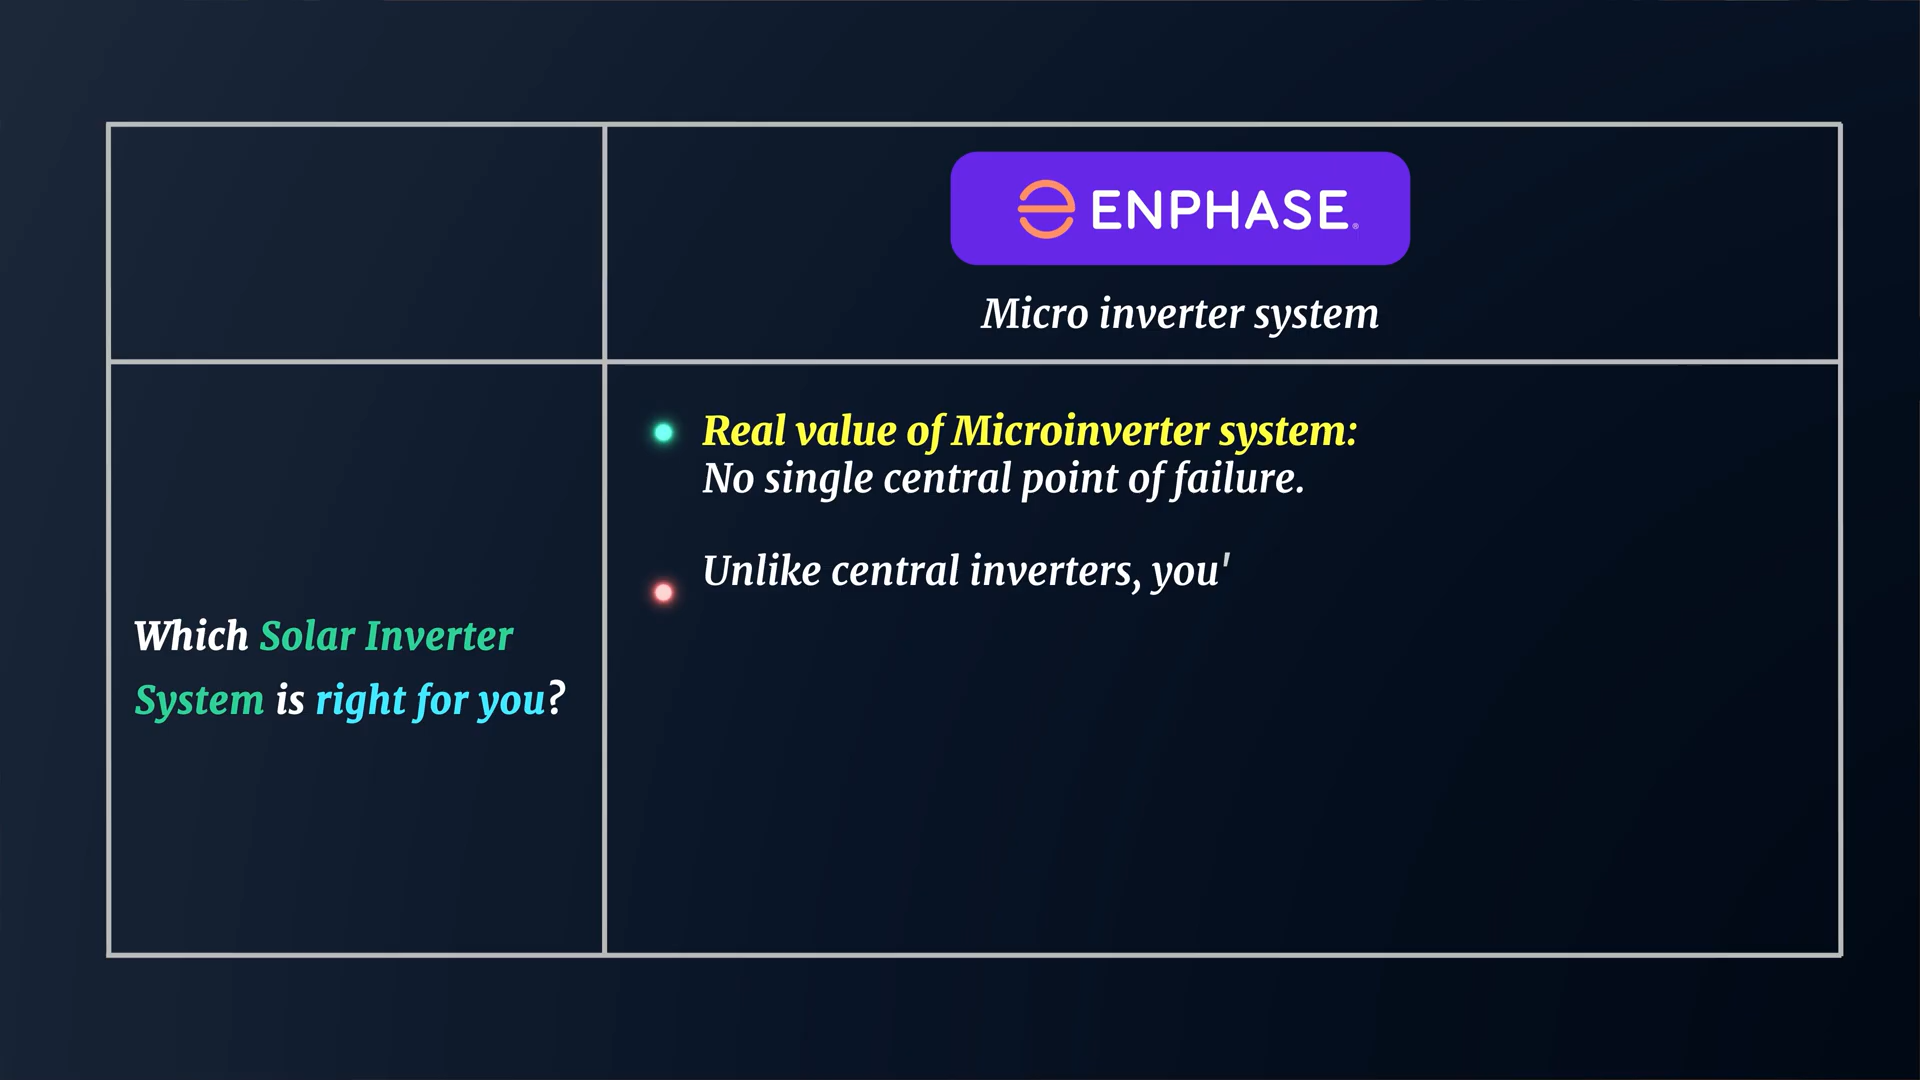 ENPHASE
Micro inverter system
Real value of Microinverter system:
No single central point of failure.
Unlike central inverters, you'
Which Solar Inverter
System is right for you?